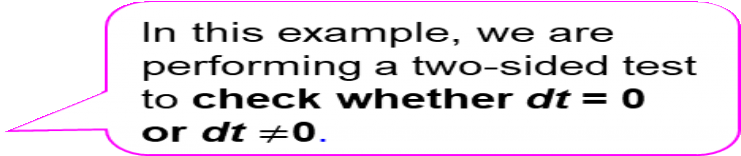 In this example, we are
performing a two-sided test
to check whether dt = 0
or dt ≠0.